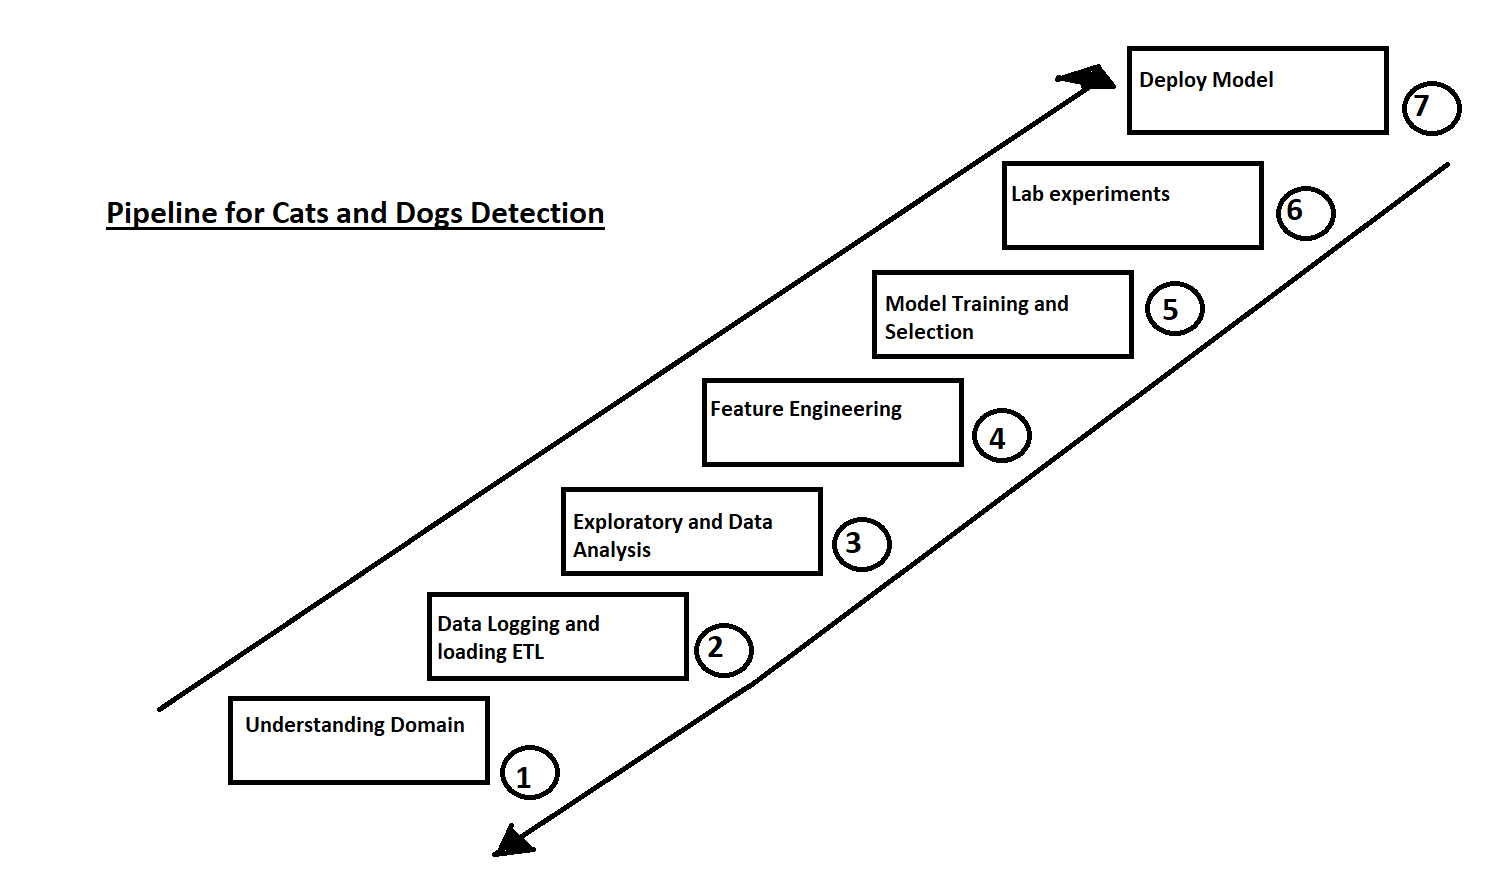 Deploy Model
7
Lab experiments
6
Pipeline for Cats and Dogs Detection
Model Training and
Selection
5
Feature Engineering
4
Exploratory and Data
Analysis
3
Data Logging and
loading ETL
2
Understanding Domain
1